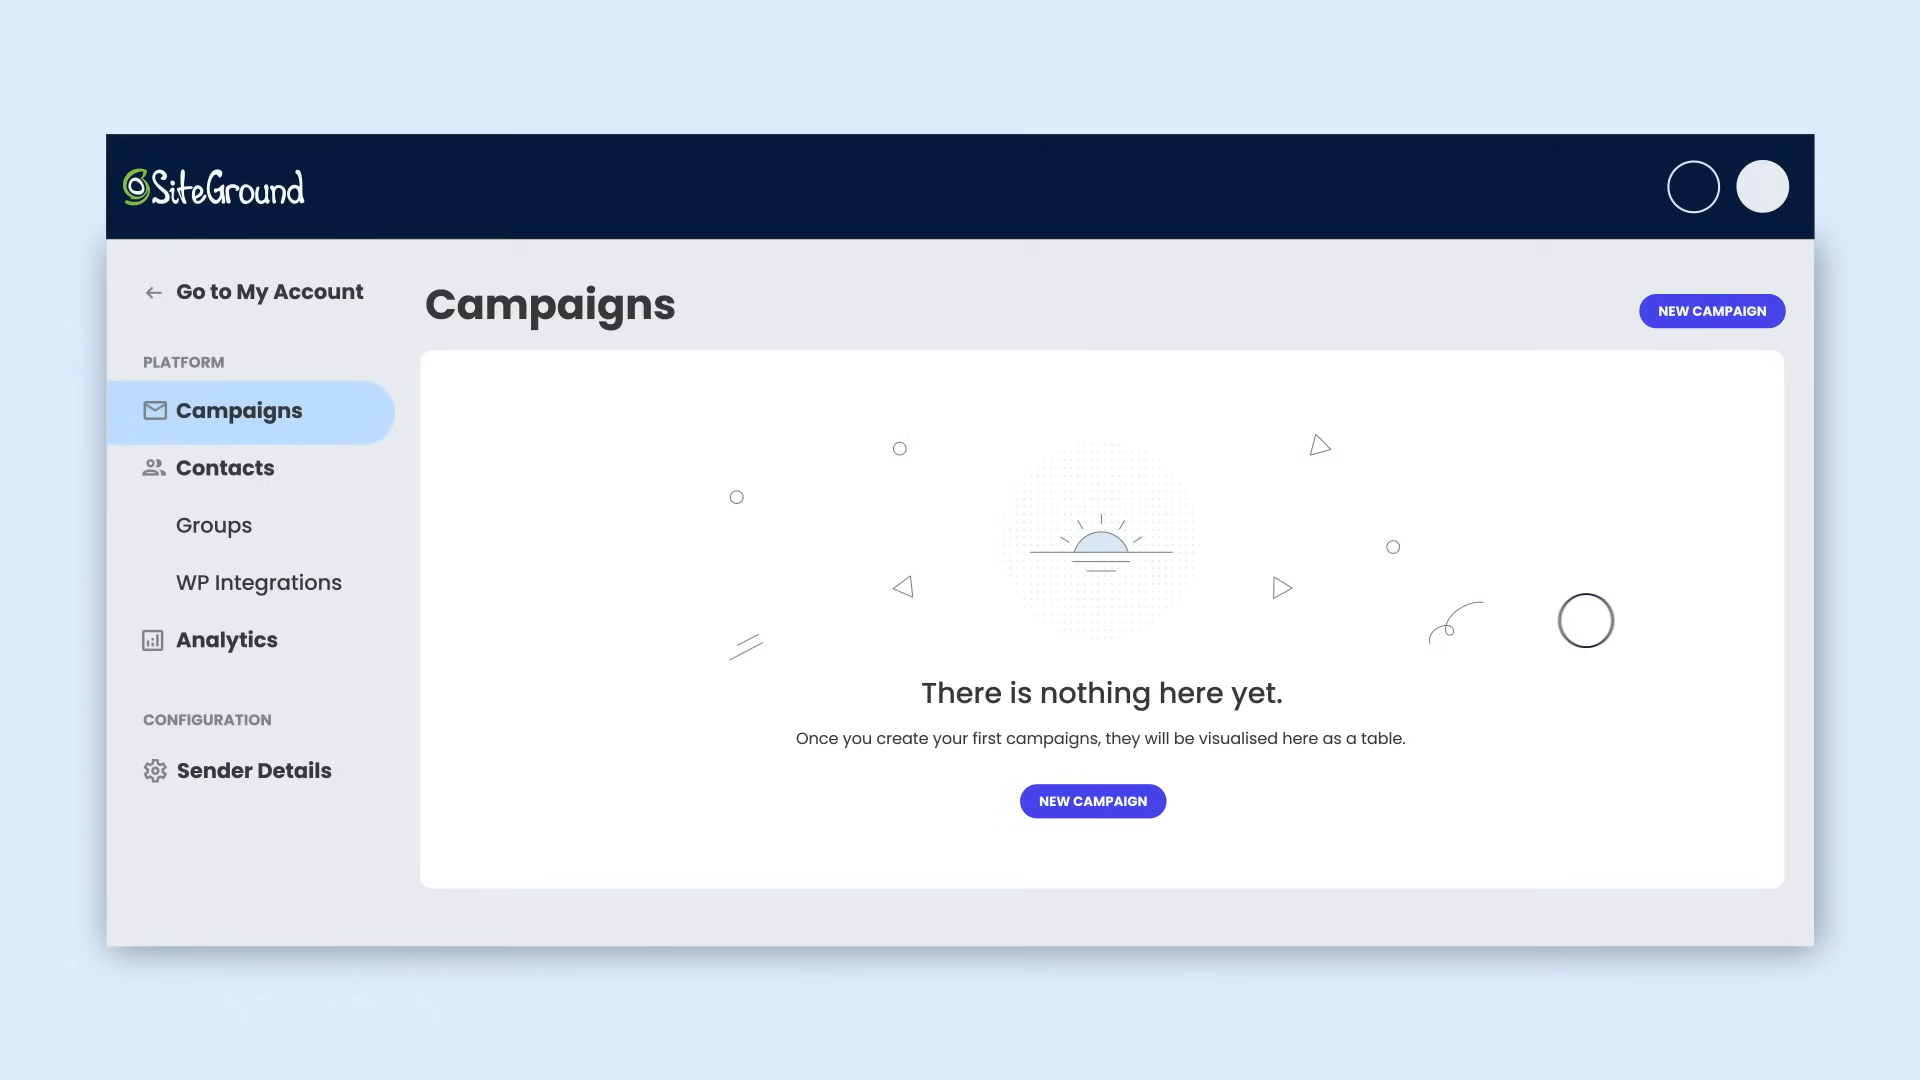 SiteGround
Go to My Account
Campaigns
NEW CAMPAIGN
PLATFORM
Campaigns
Contacts
Groups
WP Integrations
Analytics
CONFIGURATION
Sender Details
There is nothing here yet.
Once you create your first campaigns, they will be visualised here as a table.
NEW CAMPAIGN